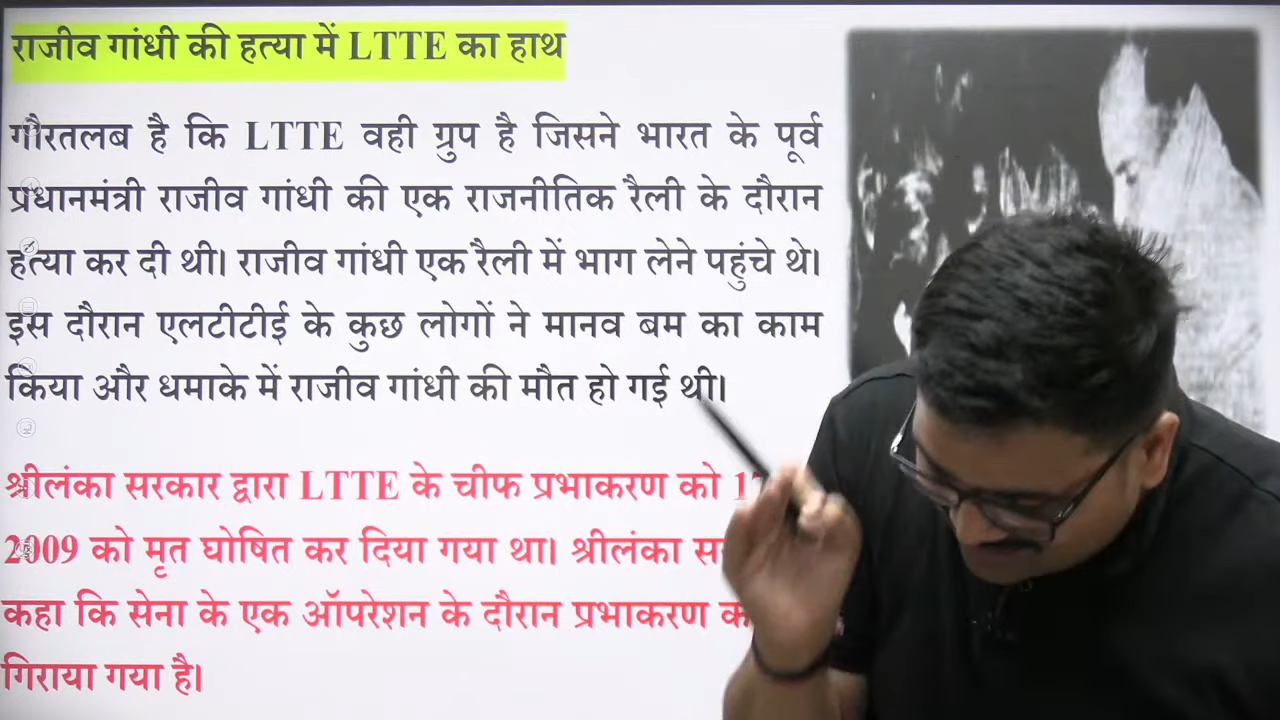 राजीव गांधी की हत्या में LTTE का हाथ
गौरतलब है कि LTTE वही ग्रुप है जिसने भारत के पूर्व
प्रधानमंत्री राजीव गांधी की एक राजनीतिक रैली के दौरान
हत्या कर दी थी। राजीव गांधी एक रैली में भाग लेने पहुंचे थे।
इस दौरान एलटीटीई के कुछ लोगों ने मानव बम का काम
किया और धमाके में राजीव गांधी की मौत हो गई थी।
श्रीलंका सरकार द्वारा LTTE के चीफ प्रभाकरण को
2009 को मृत घोषित कर दिया गया था। श्रीलंका
कहा कि सेना के एक ऑपरेशन के दौरान प्रभाकरण
गिराया गया है।